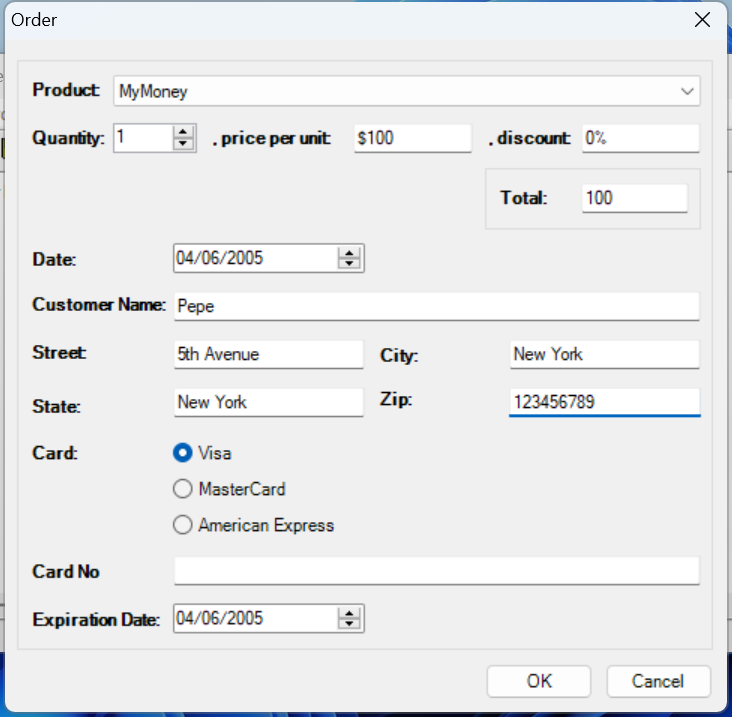 Order
Product: MyMoney
Quantity: 1 . price per unit: $100 . discount: 0%
Total: 100
Date: 04/06/2005
Customer Name: Pepe
Street: 5th Avenue City: New York
State: New York Zip: 123456789
Card: Visa
MasterCard
American Express
Card No
Expiration Date: 04/06/2005
OK Cancel